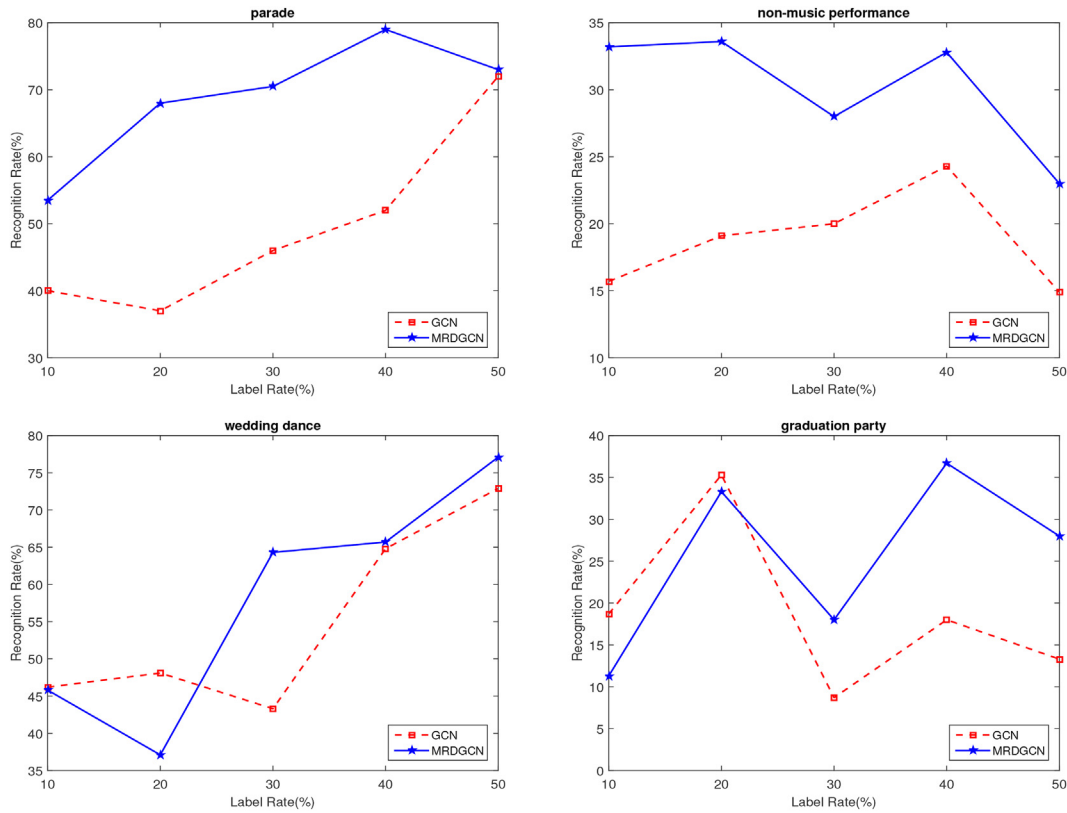 parade
80
70
60
50
40
30
Recognition Rate(%)
10 20 30 40 50
Label Rate(%)
GCN
MRDGCN
non-music performance
35
30
25
20
15
10
Recognition Rate(%)
10 20 30 40 50
Label Rate(%)
GCN
MRDGCN
wedding dance
80
75
70
65
60
55
50
45
40
35
Recognition Rate(%)
10 20 30 40 50
Label Rate(%)
GCN
MRDGCN
graduation party
40
35
30
25
20
15
10
5
0
Recognition Rate(%)
10 20 30 40 50
Label Rate(%)
GCN
MRDGCN